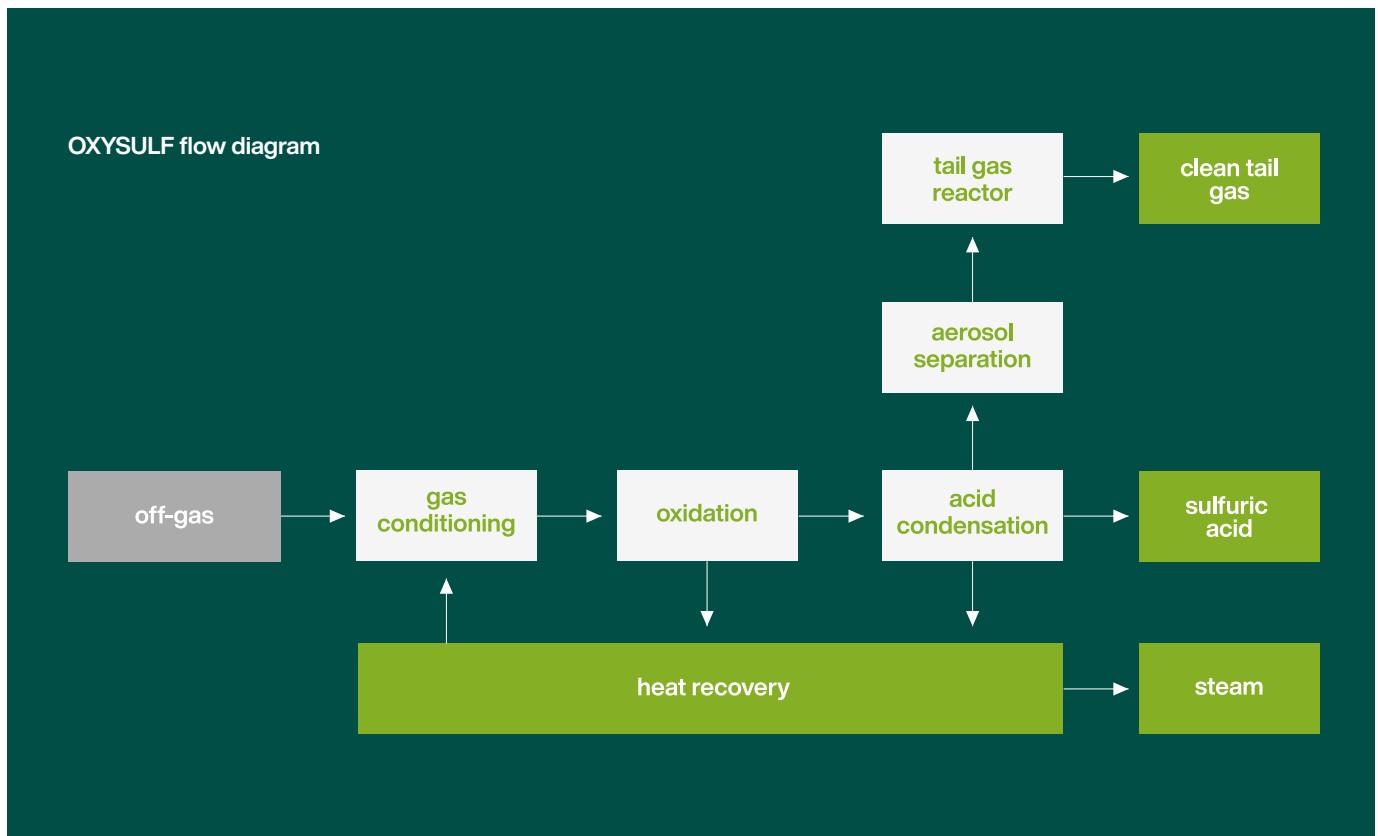 OXYSULF flow diagram
tail gas
reactor
clean tail
gas
aerosol
separation
off-gas
gas
conditioning
oxidation
acid
condensation
sulfuric
acid
heat recovery
steam